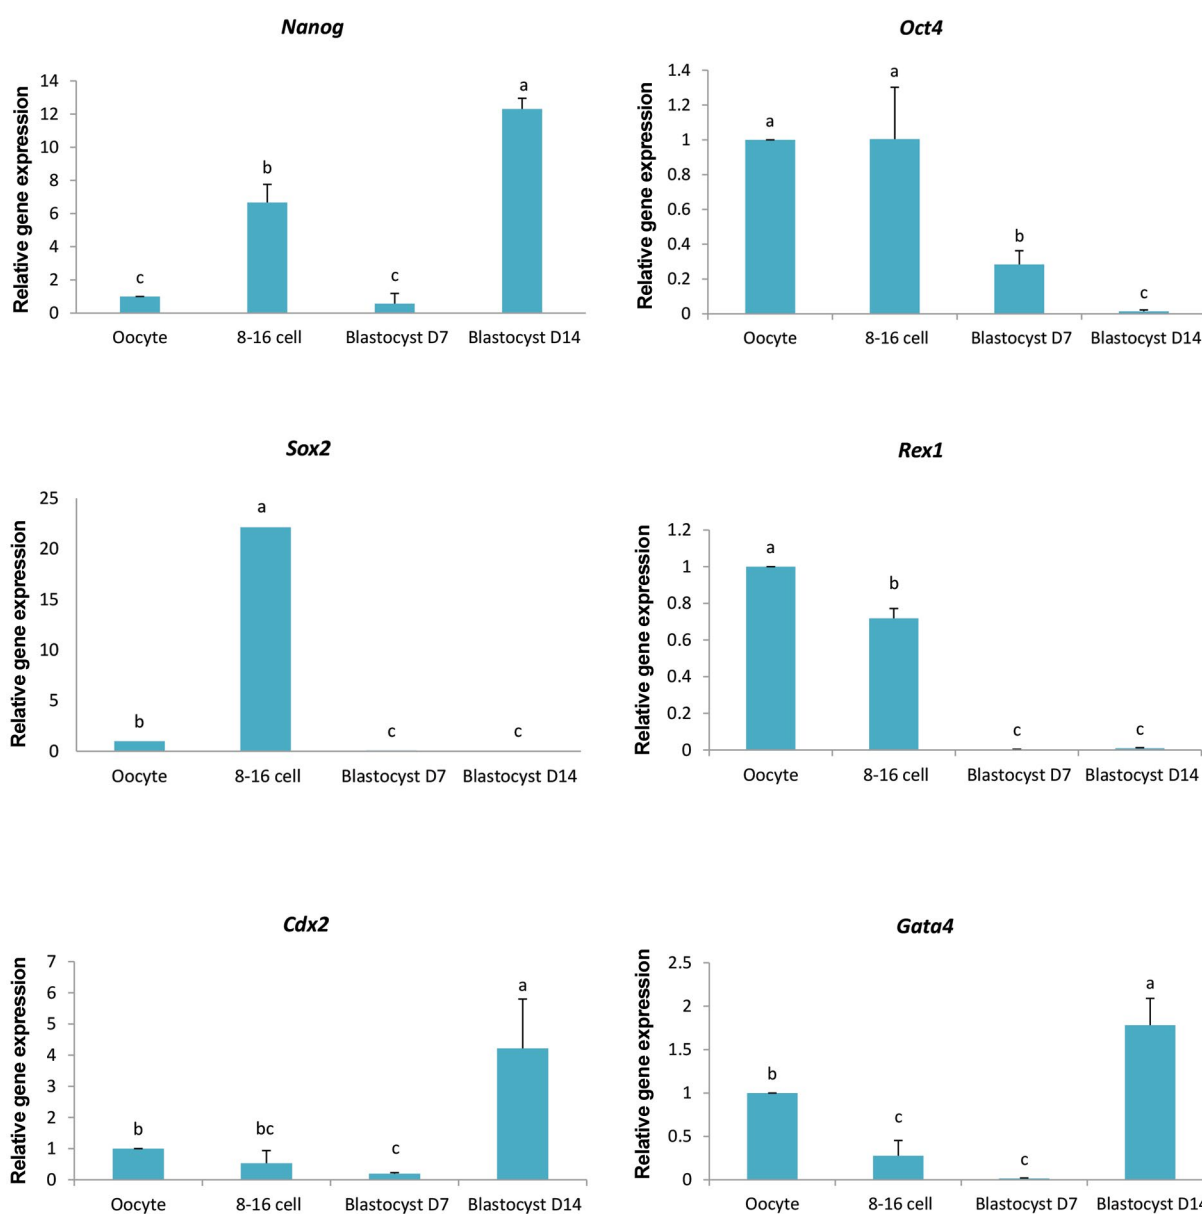 Nanog
Relative gene expression
14
12
10
8
6
4
2
0
c
b
c
a
Oocyte 8-16 cell Blastocyst D7 Blastocyst D14
Oct4
Relative gene expression
1.4
1.2
1
0.8
0.6
0.4
0.2
0
a
a
b
c
Oocyte 8-16 cell Blastocyst D7 Blastocyst D14
Sox2
Relative gene expression
25
20
15
10
5
0
b
a
c
c
Oocyte 8-16 cell Blastocyst D7 Blastocyst D14
Rex1
Relative gene expression
1.2
1
0.8
0.6
0.4
0.2
0
a
b
c
c
Oocyte 8-16 cell Blastocyst D7 Blastocyst D14
Cdx2
Relative gene expression
7
6
5
4
3
2
1
0
b
bc
c
a
Oocyte 8-16 cell Blastocyst D7 Blastocyst D14
Gata4
Relative gene expression
2.5
2
1.5
1
0.5
0
b
c
c
a
Oocyte 8-16 cell Blastocyst D7 Blastocyst D14